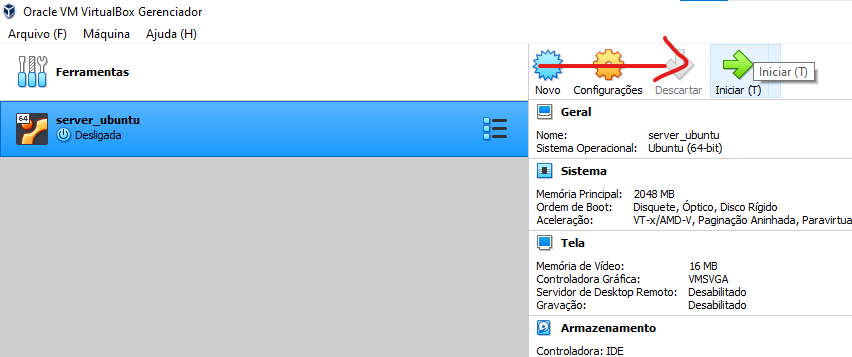 Oracle VM VirtualBox Gerenciador
Arquivo (F) Máquina Ajuda (H)
Ferramentas
Novo Configurações Descartar Iniciar (T)
Iniciar (T)
64
server_ubuntu
Desligada
Geral
Nome: server_ubuntu
Sistema Operacional: Ubuntu (64-bit)
Sistema
Memória Principal: 2048 MB
Ordem de Boot: Disquete, Óptico, Disco Rígido
Aceleração: VT-x/AMD-V, Paginação Aninhada, Paravirtua
Tela
Memória de Vídeo: 16 MB
Controladora Gráfica: VMSVGA
Servidor de Desktop Remoto: Desabilitado
Gravação: Desabilitado
Armazenamento
Controladora: IDE